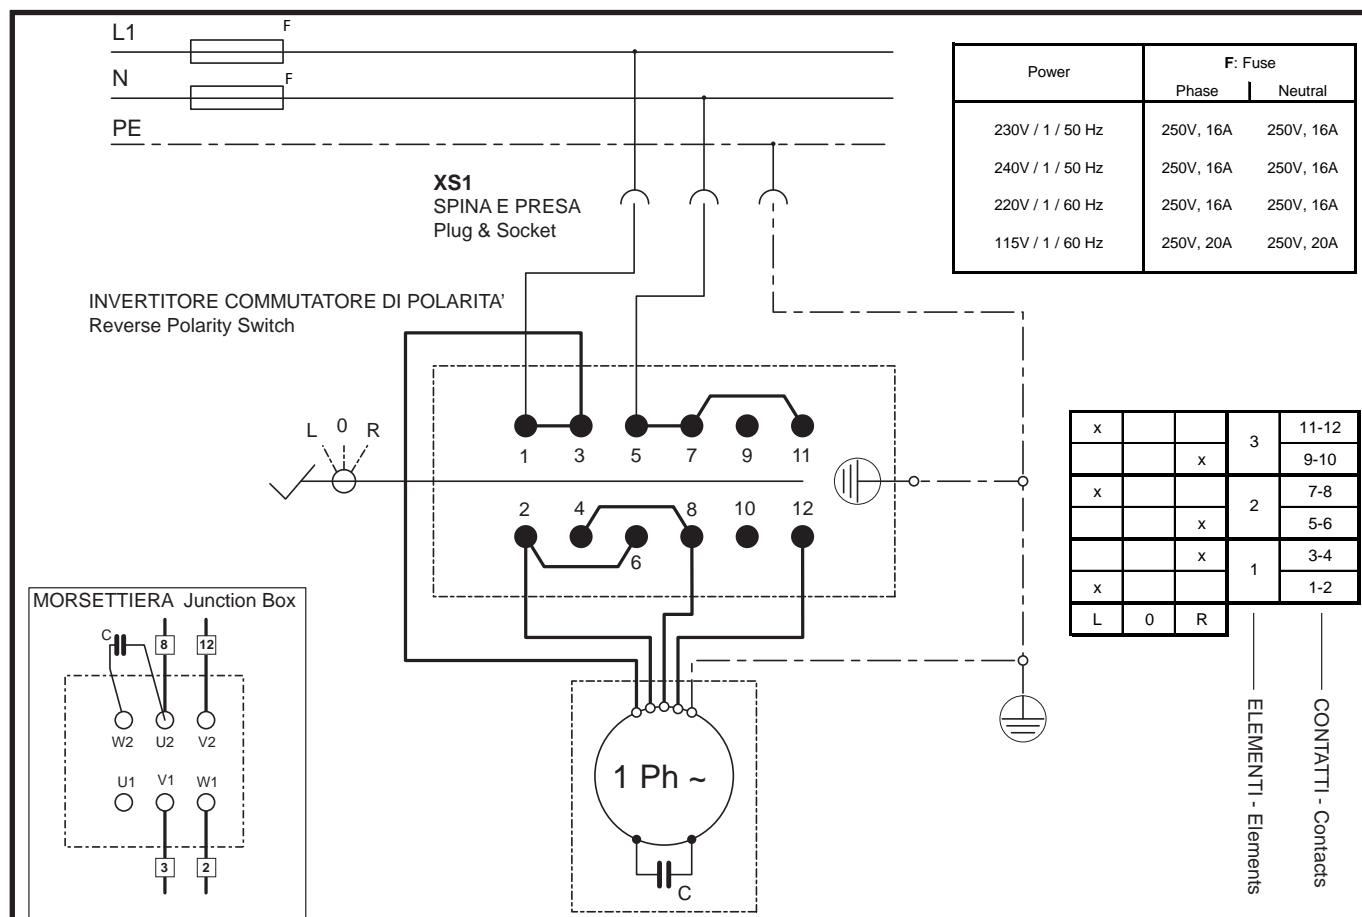 L1
F
N
F
PE
XS1
SPINA E PRESA
Plug & Socket
Power
F: Fuse
Phase
Neutral
230V / 1 / 50 Hz 250V, 16A 250V, 16A
240V / 1 / 50 Hz 250V, 16A 250V, 16A
220V / 1 / 60 Hz 250V, 16A 250V, 16A
115V / 1 / 60 Hz 250V, 20A 250V, 20A
INVERTITORE COMMUTATORE DI POLARITA’
Reverse Polarity Switch
L 0 R
1 3 5 7 9 11
2 4 6 8 10 12
x 3 11-12
x 9-10
x 2 7-8
x 5-6
x 1 3-4
x 1-2
L 0 R
ELEMENTI - Elements
CONTATTI - Contacts
MORSETTIERA Junction Box
C
8 12
W2 U2 V2
U1 V1 W1
3 2
1 Ph ~
C